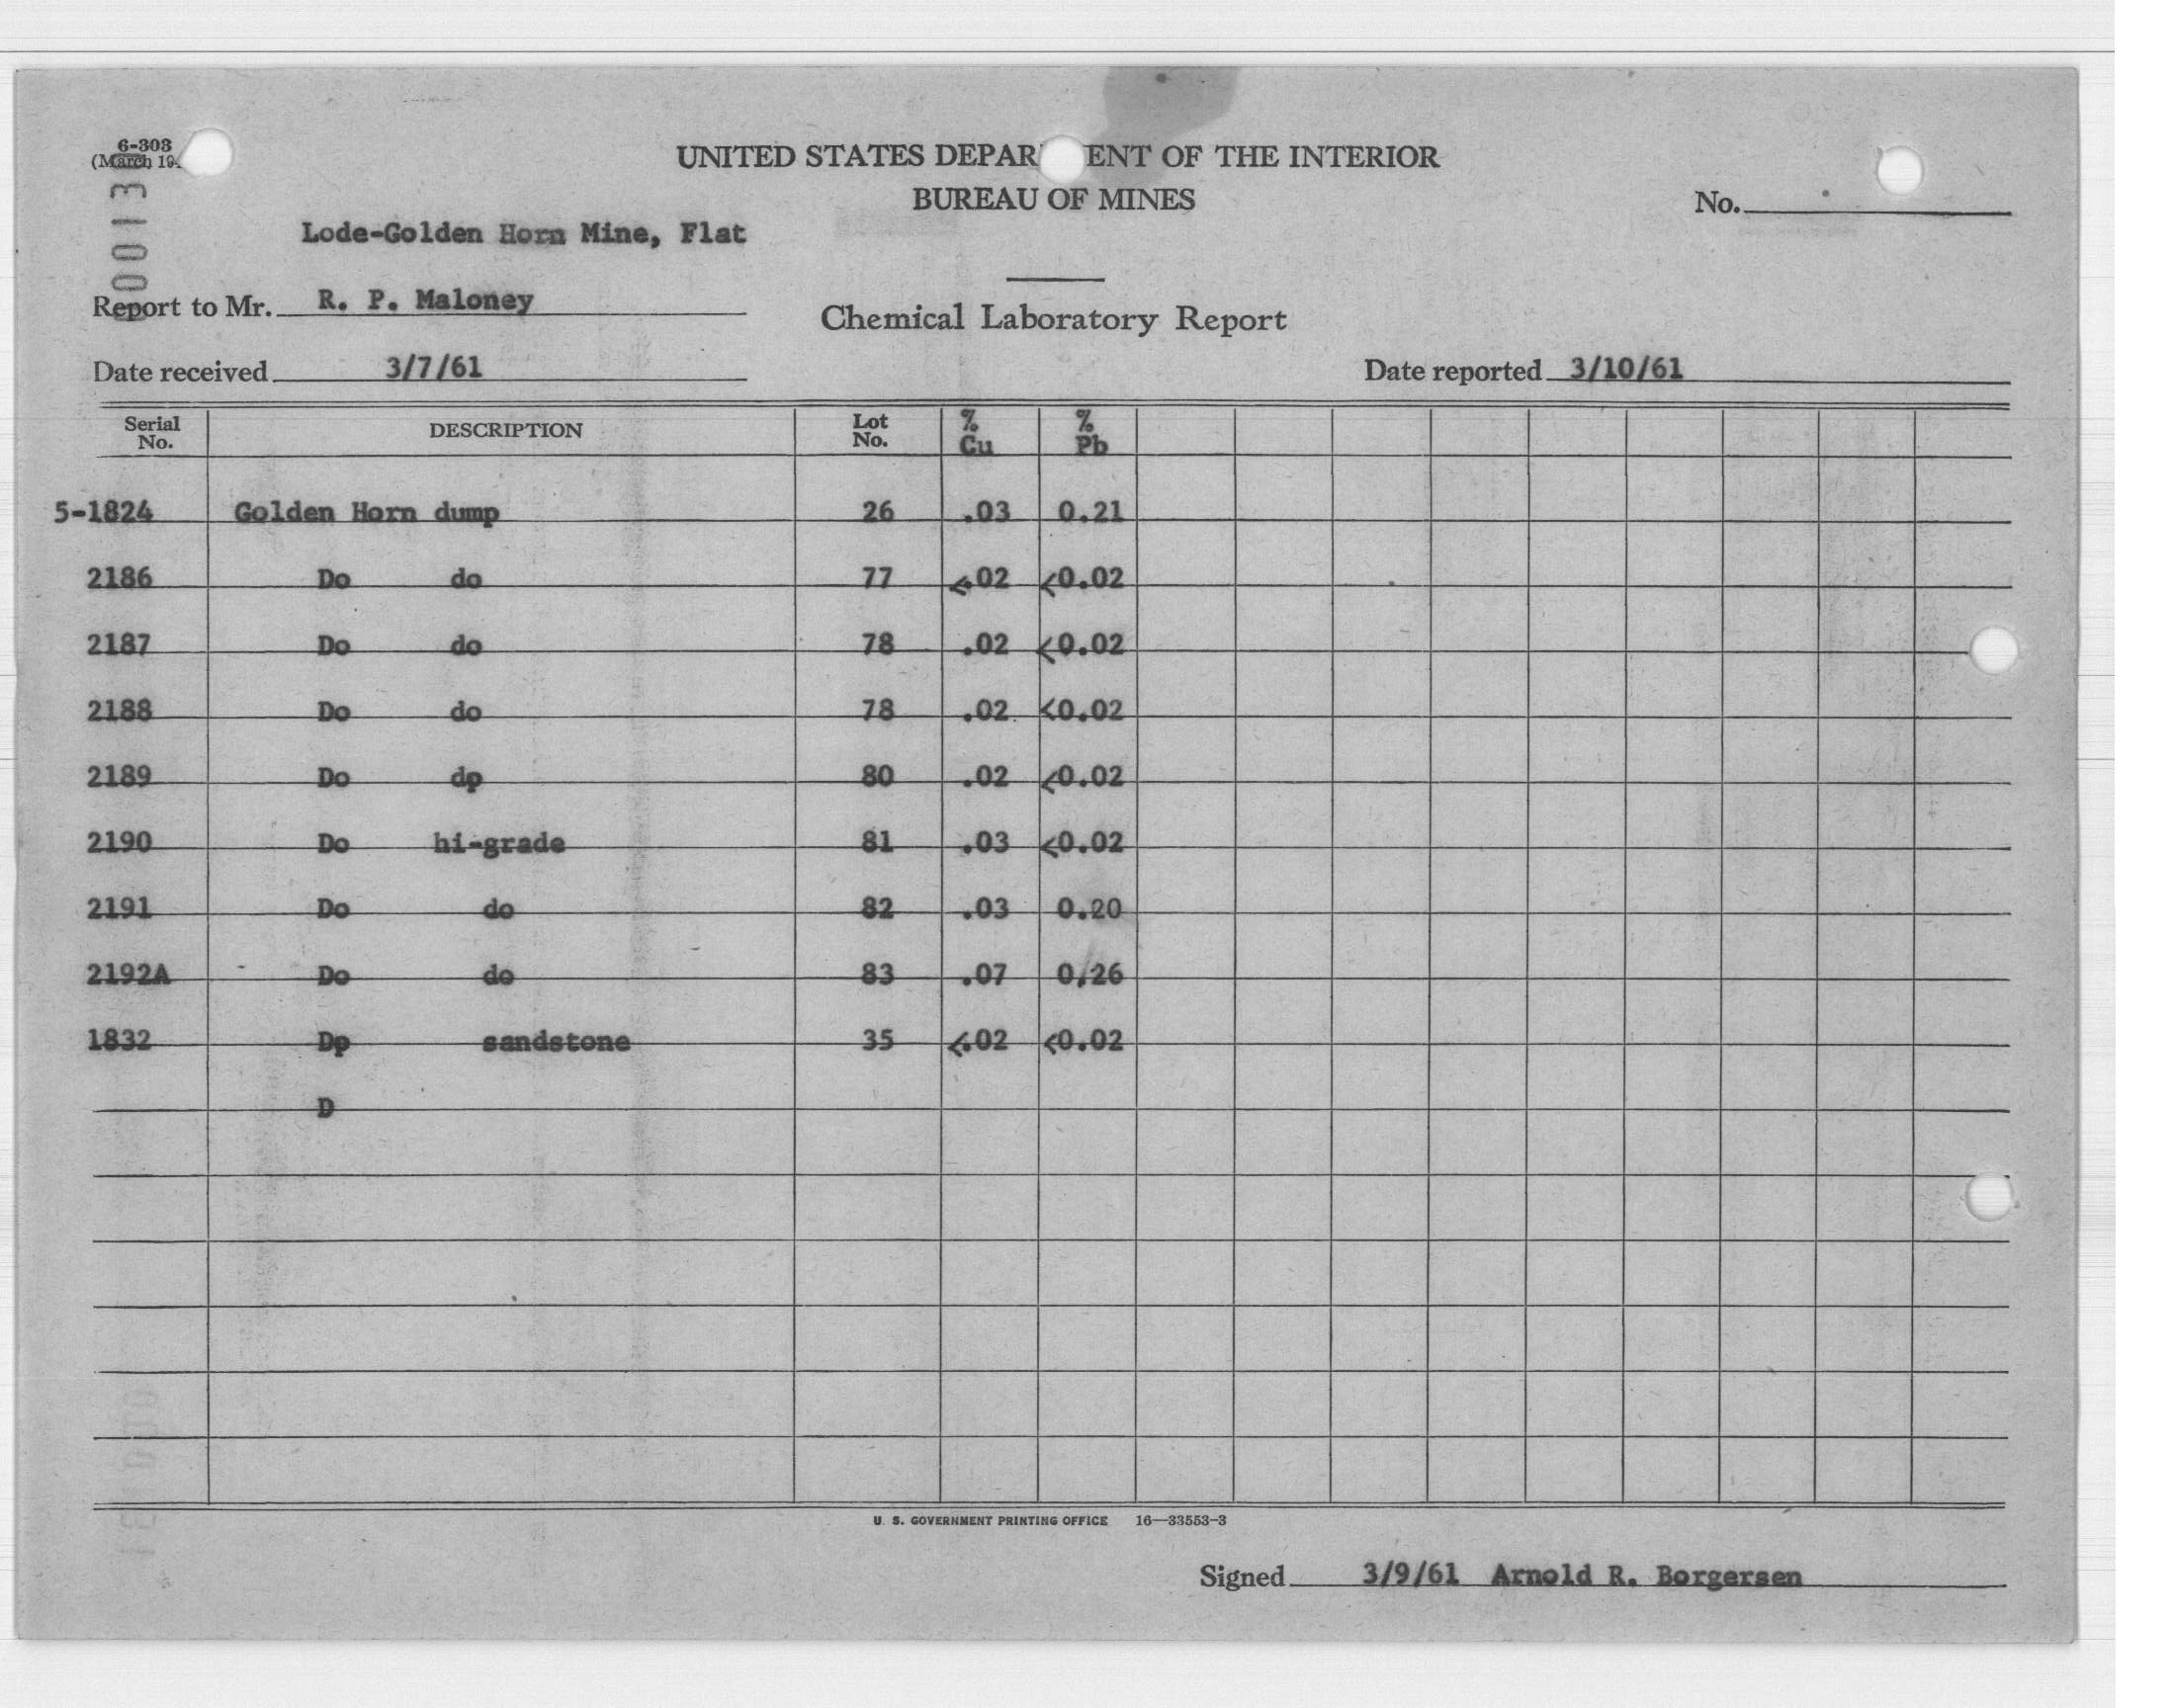 6-303
(March 19
UNITED STATES DEPAR ENT OF THE INTERIOR
BUREAU OF MINES
No.
Lode-Golden Horn Mine, Flat
Report to Mr. R. P. Maloney
Chemical Laboratory Report
Date received 3/7/61 Date reported 3/10/61
Serial No. DESCRIPTION Lot No. % Cu % Pb
5-1824 Golden Horn dump 26 .03 0.21
2186 Do do 77 <.02 <0.02
2187 Do do 78 .02 <0.02
2188 Do do 78 .02 <0.02
2189 Do dp 80 .02 <0.02
2190 Do hi-grade 81 .03 <0.02
2191 Do do 82 .03 0.20
2192A Do do 83 .07 0.26
1832 Dp sandstone 35 <.02 <0.02
D
U. S. GOVERNMENT PRINTING OFFICE 16—33553-3
Signed 3/9/61 Arnold R. Borgersen